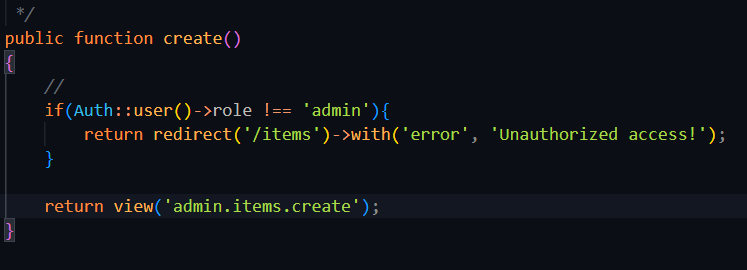 */
public function create()
{
//
if(Auth::user()->role !== 'admin'){
return redirect('/items')->with('error', 'Unauthorized access!');
}
return view('admin.items.create');
}